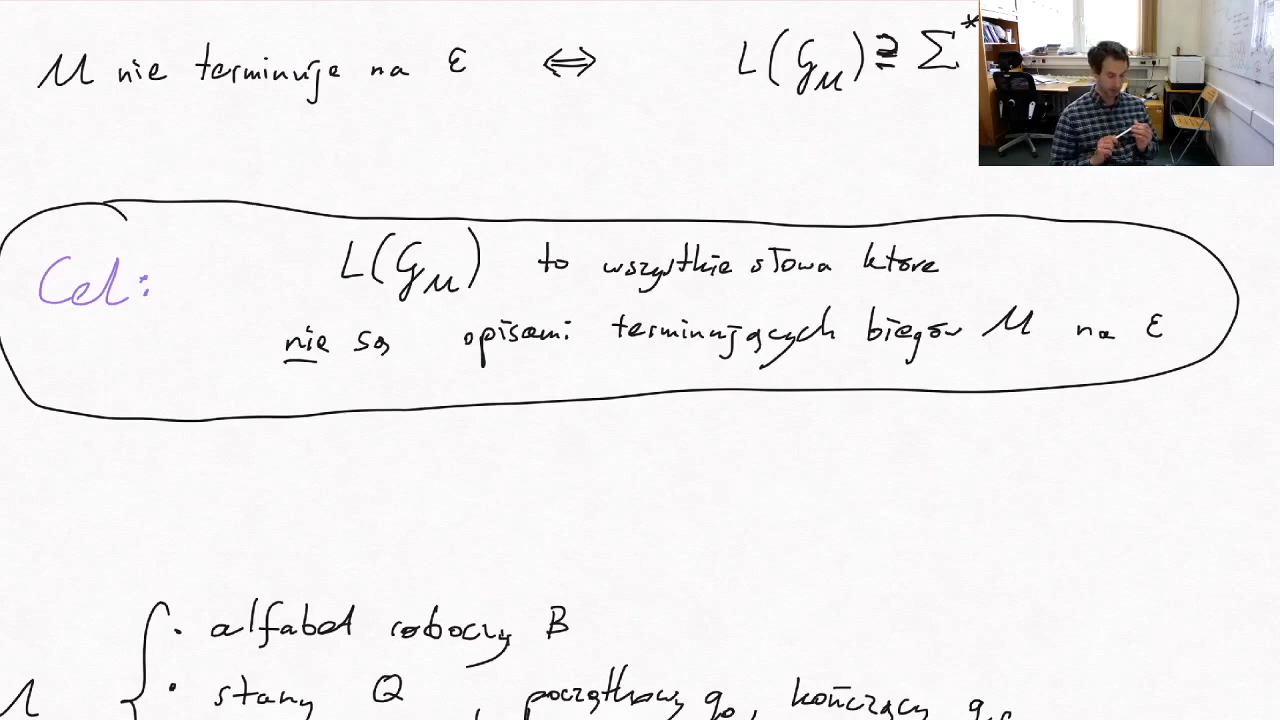 M nie terminuje na ε ⇔ L(G_M) ⊇ Σ*
Cel: L(G_M) to wszystkie słowa które
nie są opisami terminujących biegów M na ε
• alfabet roboczy B
• stany Q, początkowy q₀, kończący